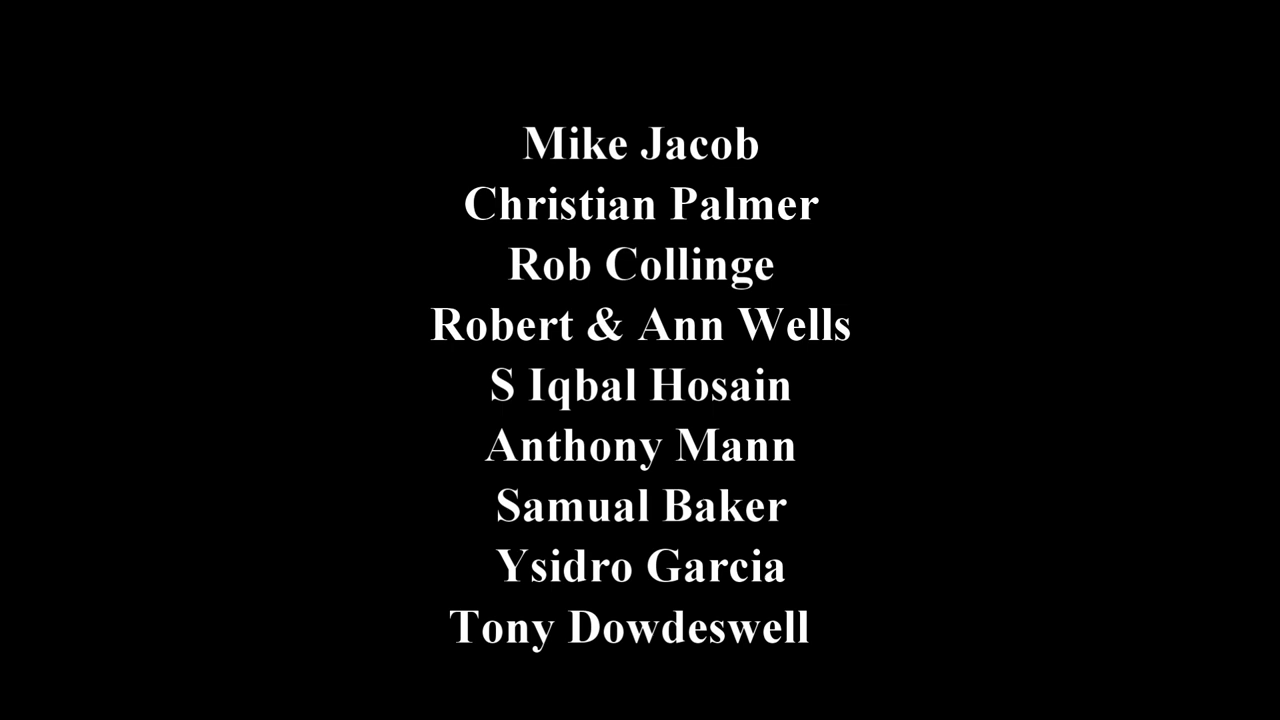 Mike Jacob
Christian Palmer
Rob Collinge
Robert & Ann Wells
S Iqbal Hosain
Anthony Mann
Samual Baker
Ysidro Garcia
Tony Dowdeswell